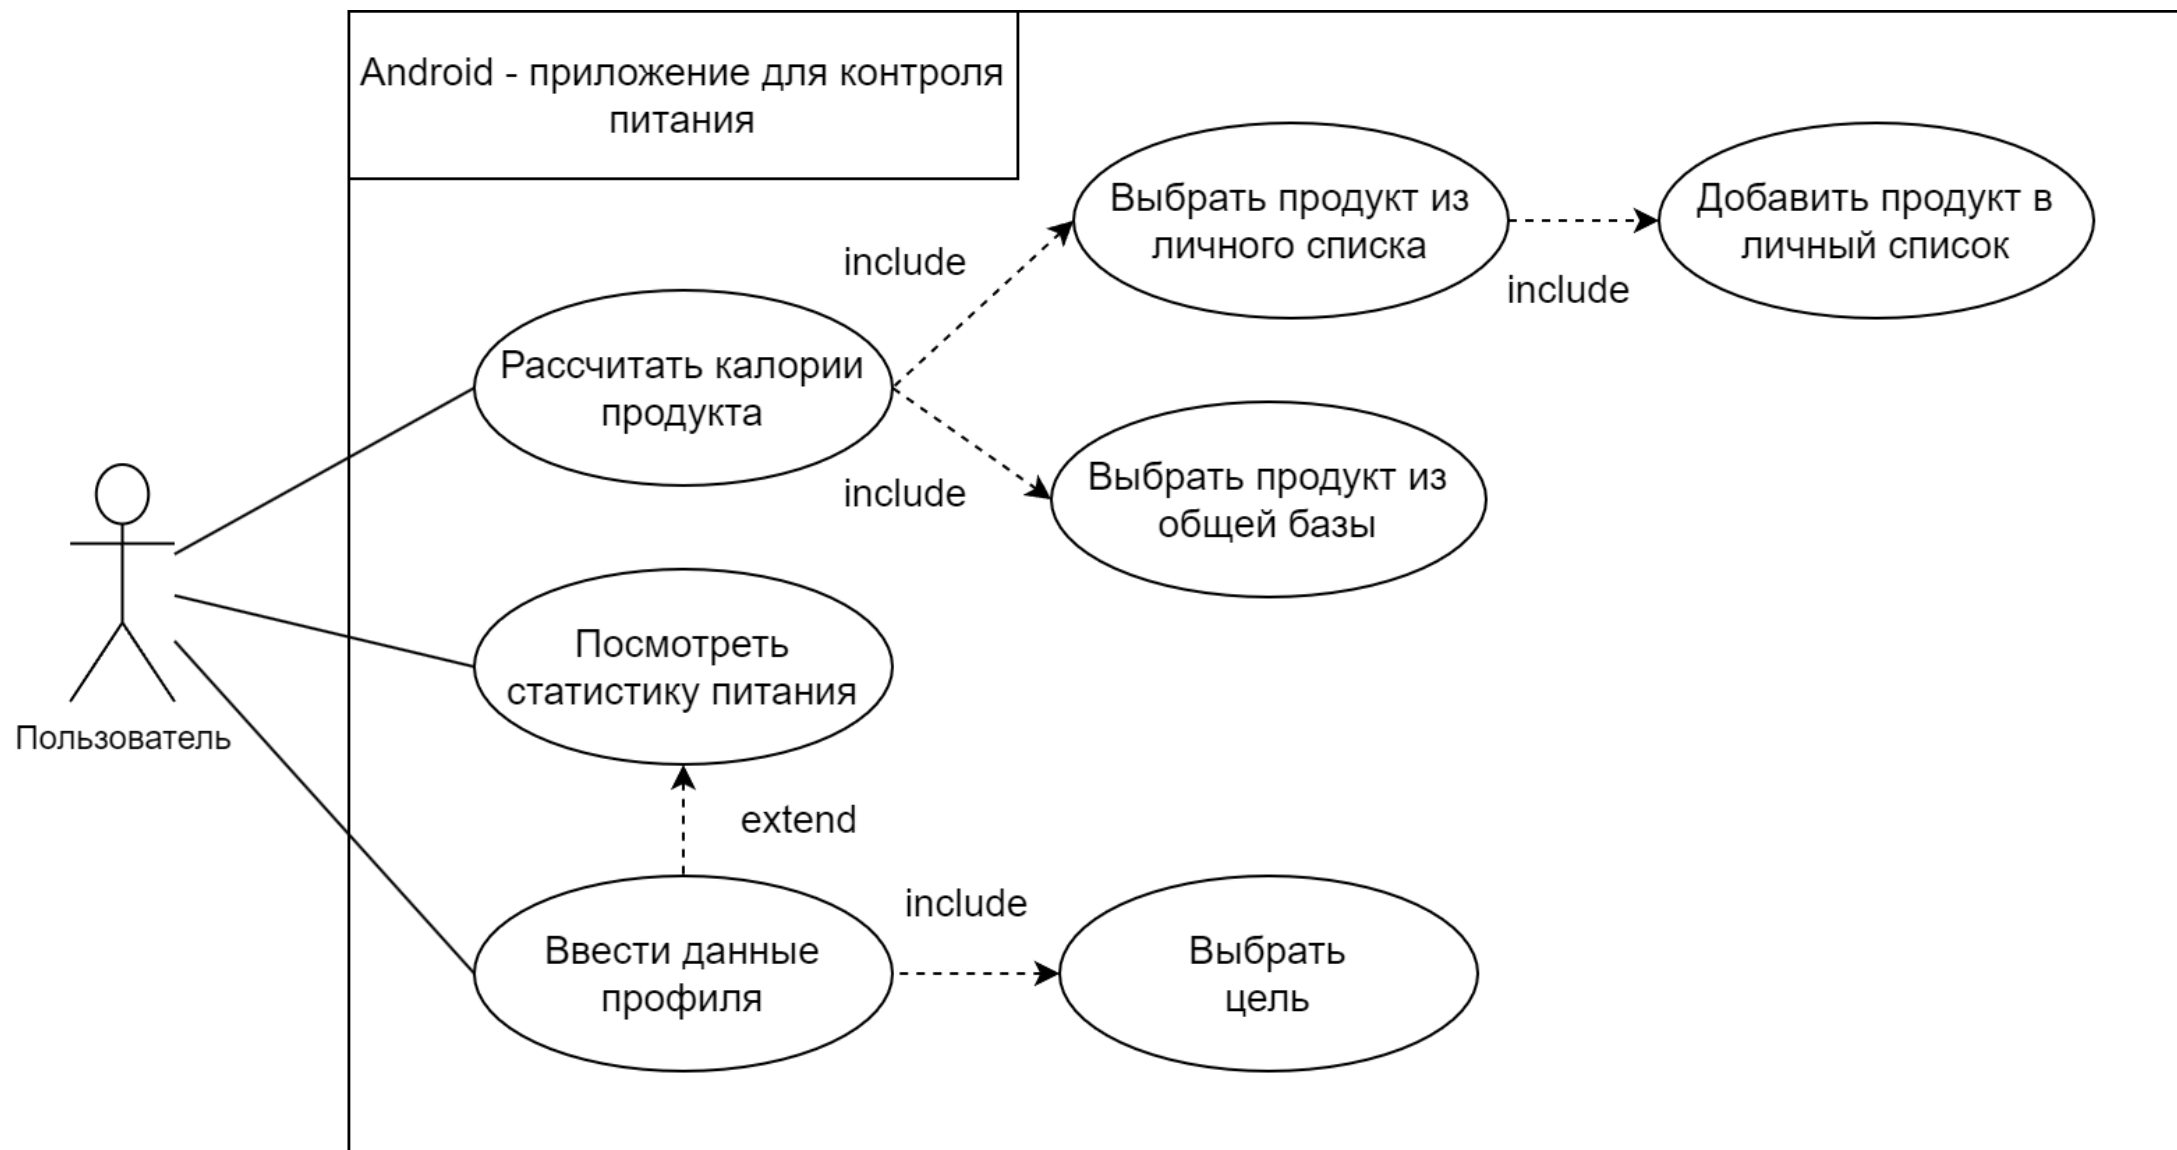 Android - приложение для контроля
питания
Выбрать продукт из
личного списка
Добавить продукт в
личный список
include
include
Рассчитать калории
продукта
include
Выбрать продукт из
общей базы
Посмотреть
статистику питания
Пользователь
extend
include
Ввести данные
профиля
Выбрать
цель